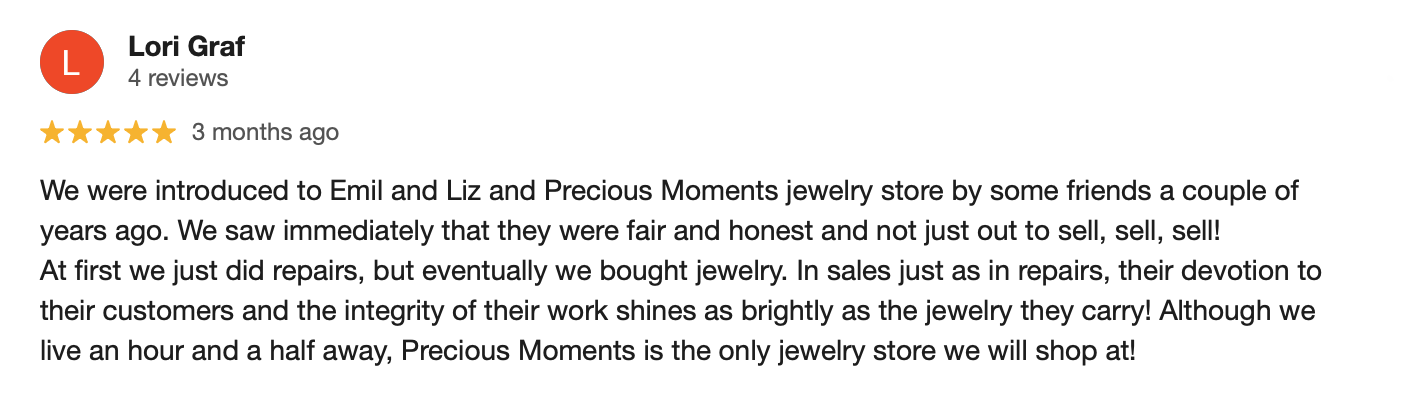 L
Lori Graf
4 reviews
3 months ago
We were introduced to Emil and Liz and Precious Moments jewelry store by some friends a couple of
years ago. We saw immediately that they were fair and honest and not just out to sell, sell, sell!
At first we just did repairs, but eventually we bought jewelry. In sales just as in repairs, their devotion to
their customers and the integrity of their work shines as brightly as the jewelry they carry! Although we
live an hour and a half away, Precious Moments is the only jewelry store we will shop at!